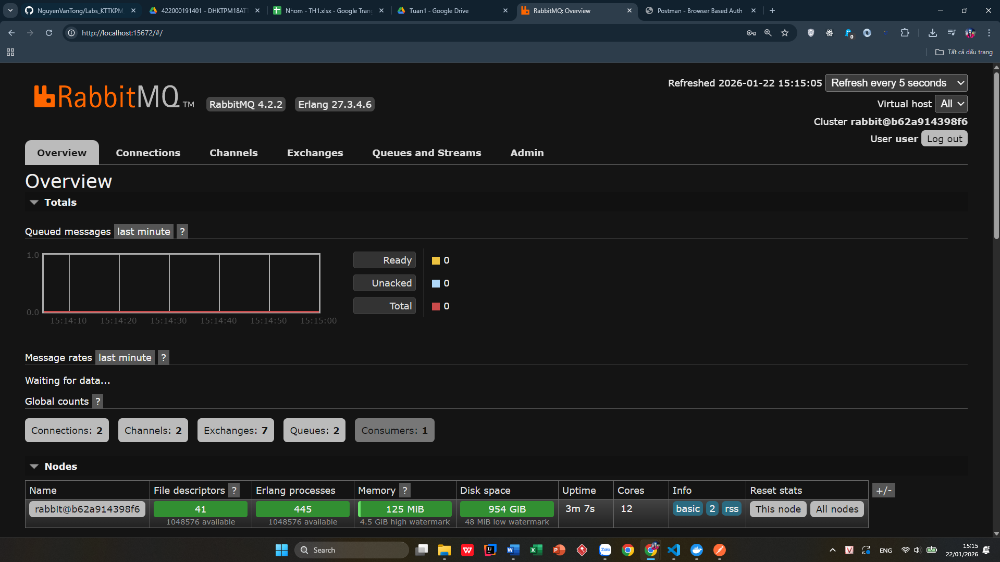 NguyenVanTong/Labs_KTTKPM
422000191401 - DHKTPM18AT
Nhom - TH1.xlsx - Google Tran
Tuan1 - Google Drive
RabbitMQ: Overview
Postman - Browser Based Auth
http://localhost:15672/#/
0
Tất cả dấu trang
RabbitMQ TM
RabbitMQ 4.2.2
Erlang 27.3.4.6
Refreshed 2026-01-22 15:15:05
Refresh every 5 seconds
Virtual host All
Cluster rabbit@b62a914398f6
User user Log out
Overview
Connections
Channels
Exchanges
Queues and Streams
Admin
Overview
Totals
Queued messages last minute ?
1.0
0.0
15:14:10 15:14:20 15:14:30 15:14:40 15:14:50 15:15:00
Ready 0
Unacked 0
Total 0
Message rates last minute ?
Waiting for data...
Global counts ?
Connections: 2
Channels: 2
Exchanges: 7
Queues: 2
Consumers: 1
Nodes
Name File descriptors ? Erlang processes Memory ? Disk space Uptime Cores Info Reset stats +/-
rabbit@b62a914398f6 41 445 125 MiB 954 GiB 3m 7s 12 basic 2 rss This node All nodes
1048576 available 1048576 available 4.5 GiB high watermark 48 MiB low watermark
Search
Zalo
ENG
15:15
22/01/2026